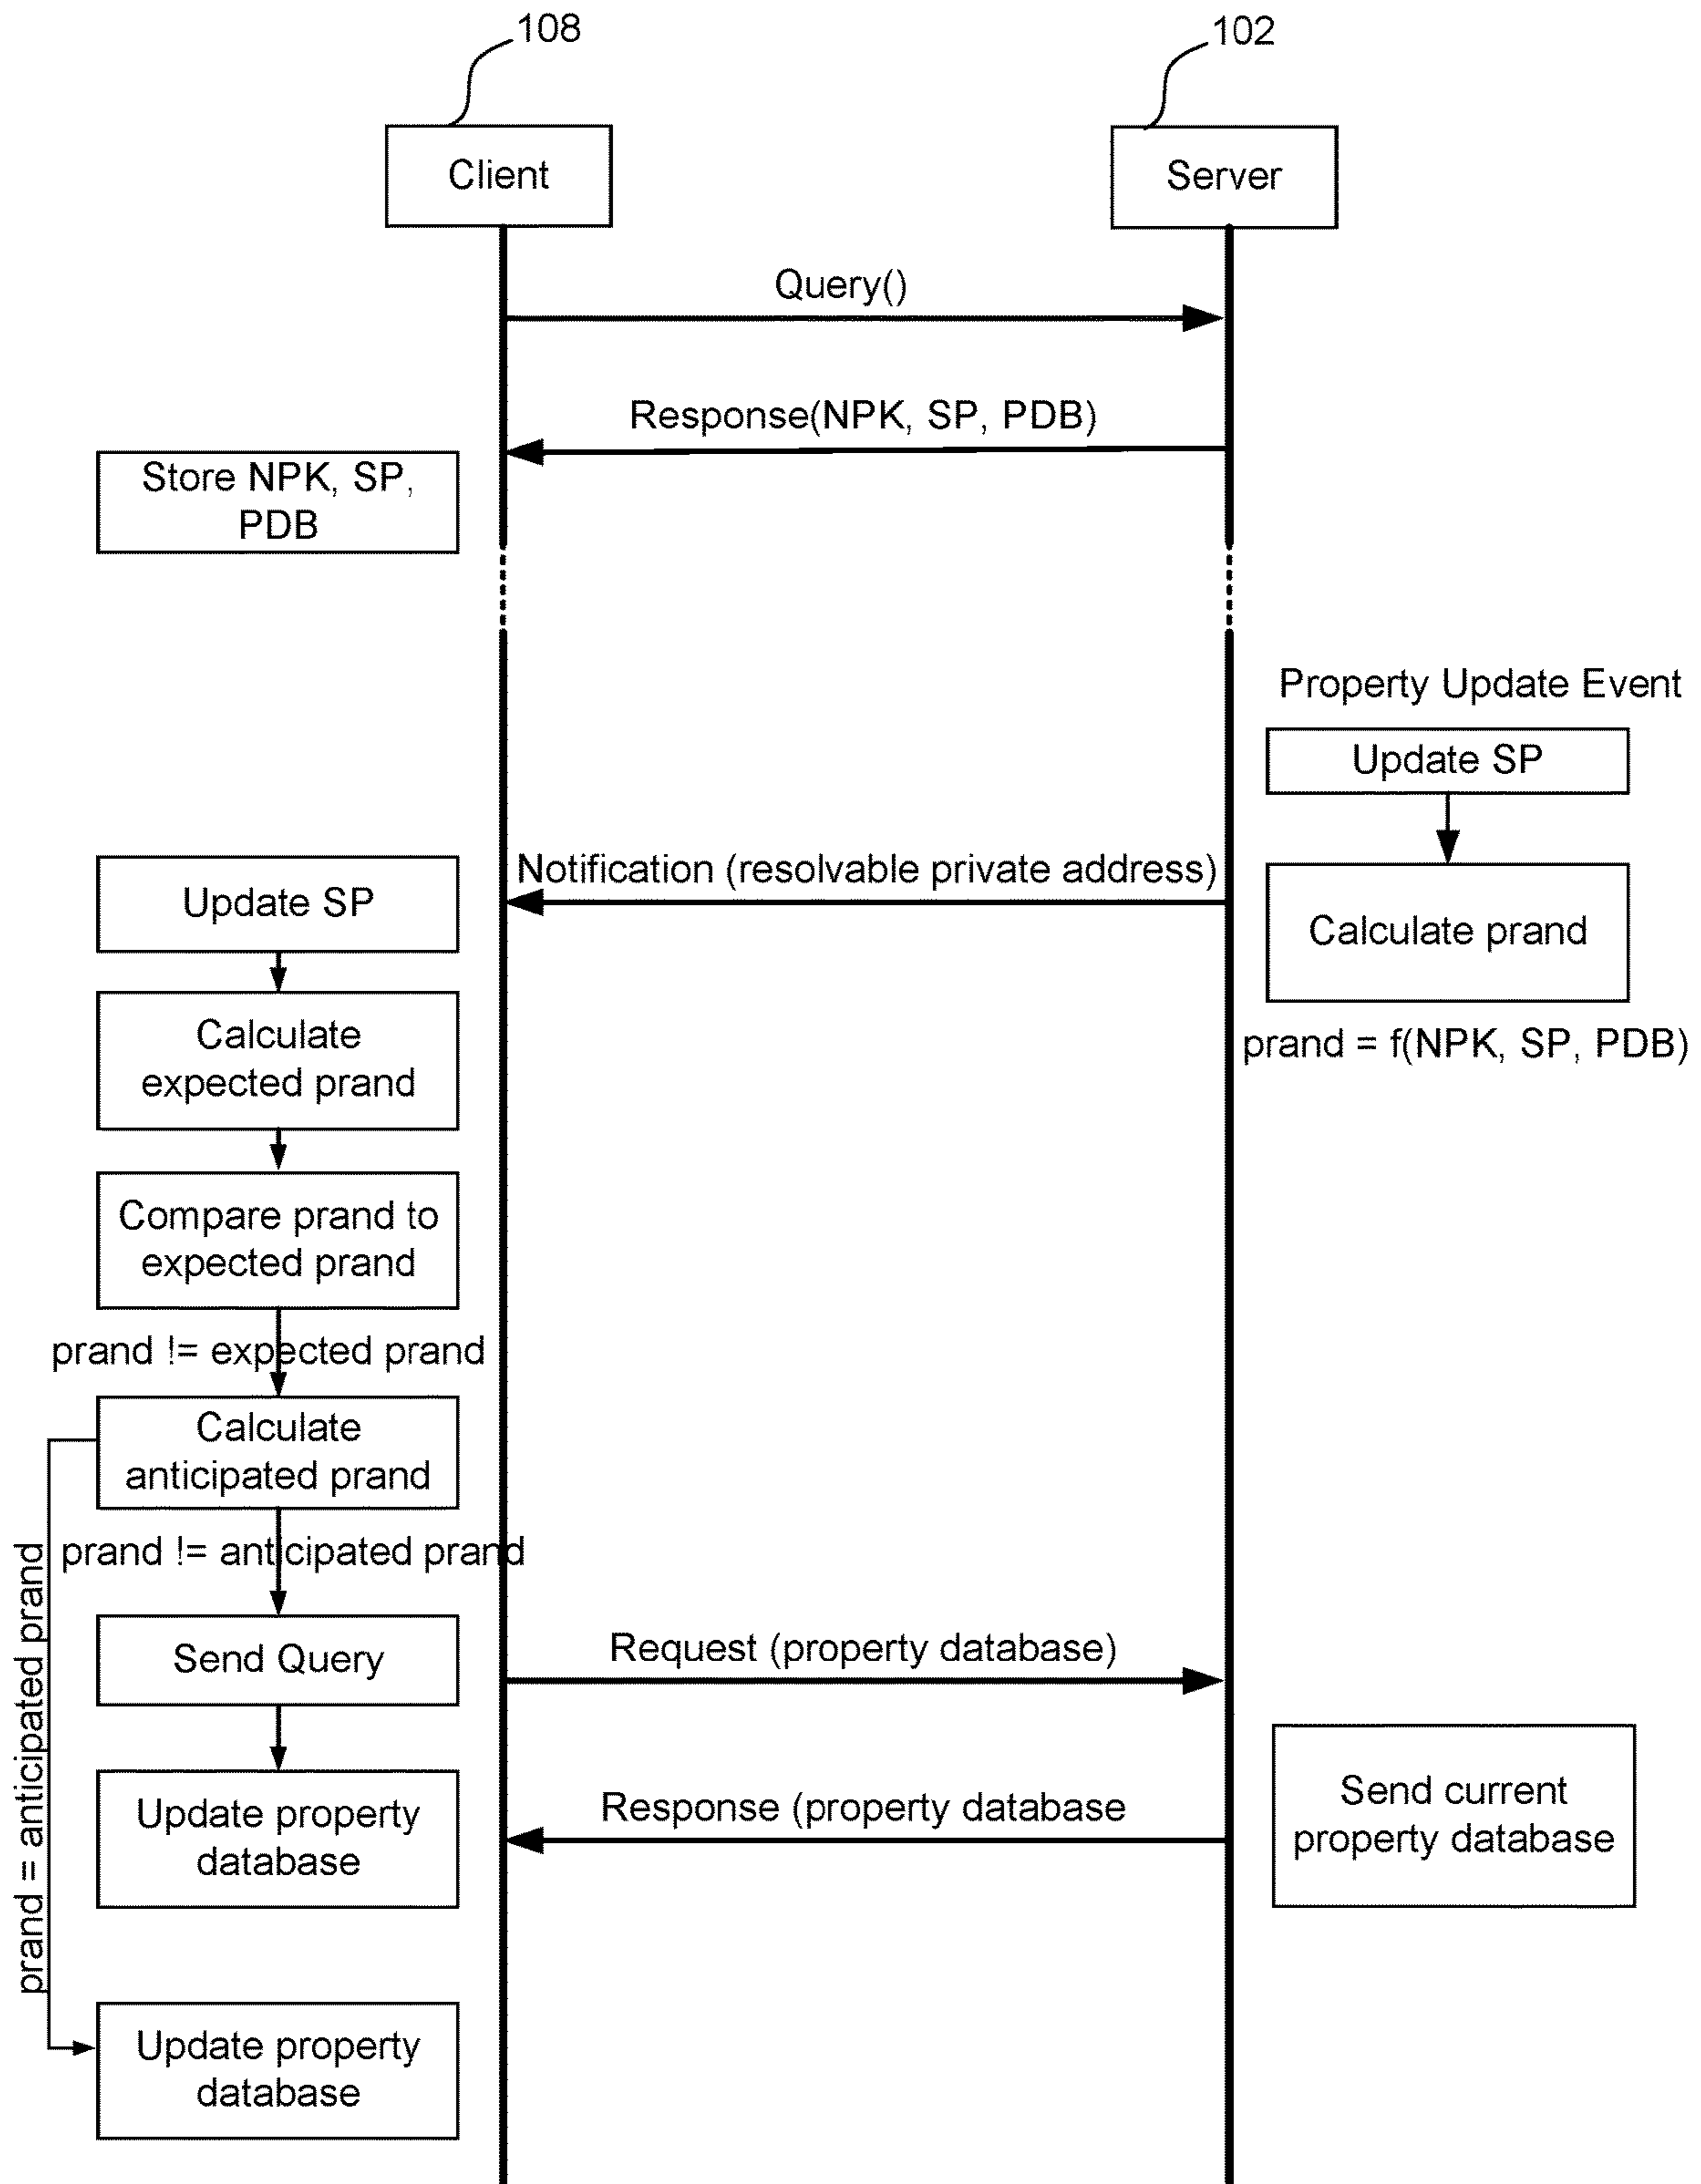 108
102
Client
Server
Query()
Response(NPK, SP, PDB)
Store NPK, SP,
PDB
Property Update Event
Update SP
Notification (resolvable private address)
Update SP
Calculate prand
Calculate
expected prand
prand = f(NPK, SP, PDB)
Compare prand to
expected prand
prand != expected prand
Calculate
anticipated prand
prand != anticipated prand
prand = anticipated prand
Send Query
Request (property database)
Update property
database
Response (property database
Send current
property database
Update property
database